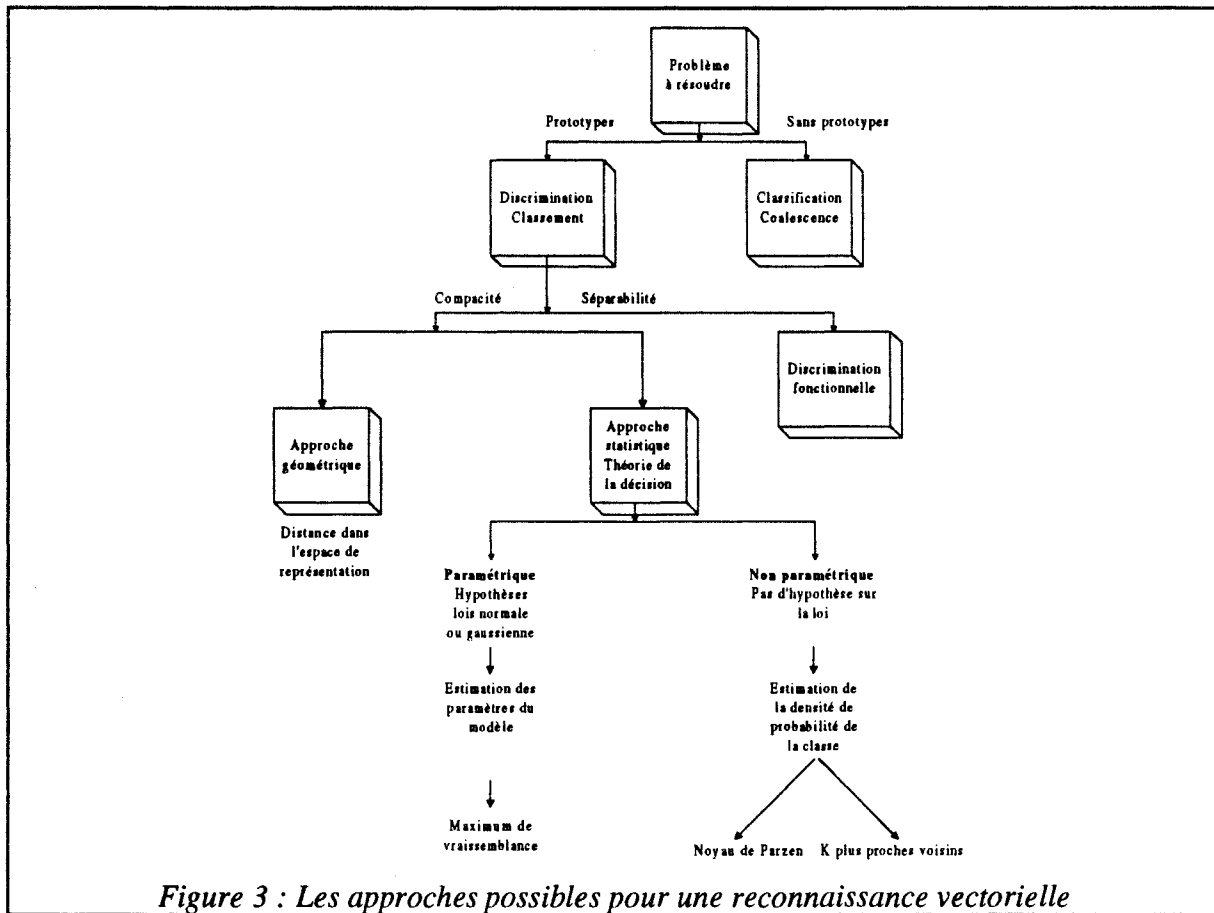 Problème
à résoudre
Prototypes
Sans prototypes
Discrimination
Classement
Classification
Coalescence
Compacité
Séparabilité
Discrimination
fonctionnelle
Approche
géométrique
Approche
statistique
Théorie de
la décision
Distance dans
l'espace de
représentation
Paramétrique
Hypothèses
lois normale
ou gaussienne
Non paramétrique
Pas d'hypothèse sur
la loi
Estimation des
paramètres du
modèle
Estimation de
la densité de
probabilité de
la classe
Maximum de
vraissemblance
Noyau de Parzen
K plus proches voisins
Figure 3 : Les approches possibles pour une reconnaissance vectorielle